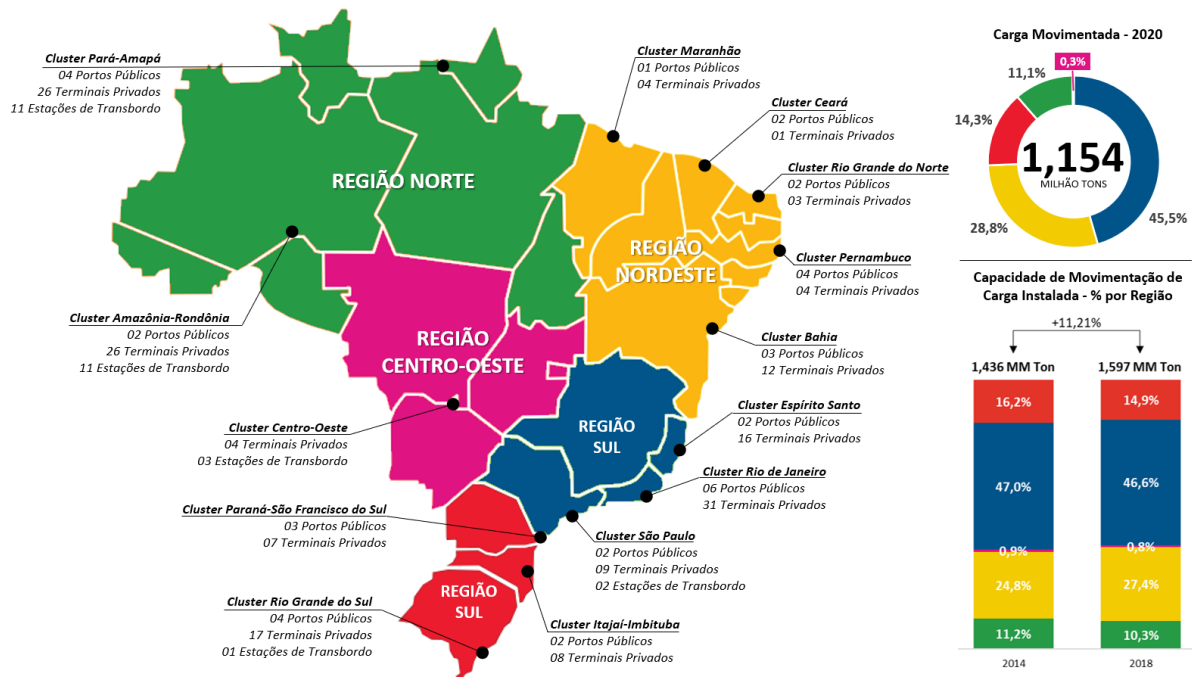 Cluster Pará-Amapá
04 Portos Públicos
26 Terminais Privados
11 Estações de Transbordo
Cluster Maranhão
01 Portos Públicos
04 Terminais Privados
Cluster Ceará
02 Portos Públicos
01 Terminais Privados
Cluster Rio Grande do Norte
02 Portos Públicos
03 Terminais Privados
Cluster Pernambuco
04 Portos Públicos
04 Terminais Privados
Cluster Bahia
03 Portos Públicos
12 Terminais Privados
Cluster Espírito Santo
02 Portos Públicos
16 Terminais Privados
Cluster Rio de Janeiro
06 Portos Públicos
31 Terminais Privados
Cluster São Paulo
02 Portos Públicos
09 Terminais Privados
02 Estações de Transbordo
Cluster Itajaí-Imbituba
02 Portos Públicos
08 Terminais Privados
Cluster Amazônia-Rondônia
02 Portos Públicos
26 Terminais Privados
11 Estações de Transbordo
Cluster Centro-Oeste
04 Terminais Privados
03 Estações de Transbordo
Cluster Paraná-São Francisco do Sul
03 Portos Públicos
07 Terminais Privados
Cluster Rio Grande do Sul
04 Portos Públicos
17 Terminais Privados
01 Estações de Transbordo
REGIÃO NORTE
REGIÃO
NORDESTE
REGIÃO
CENTRO-OESTE
REGIÃO
SUL
REGIÃO
SUL
Carga Movimentada - 2020
0,3%
11,1%
14,3%
1,154
MILHÃO TONS
28,8%
45,5%
Capacidade de Movimentação de
Carga Instalada - % por Região
+11,21%
1,436 MM Ton
1,597 MM Ton
16,2%
14,9%
47,0%
46,6%
0,9%
0,8%
24,8%
27,4%
11,2%
10,3%
2014
2018